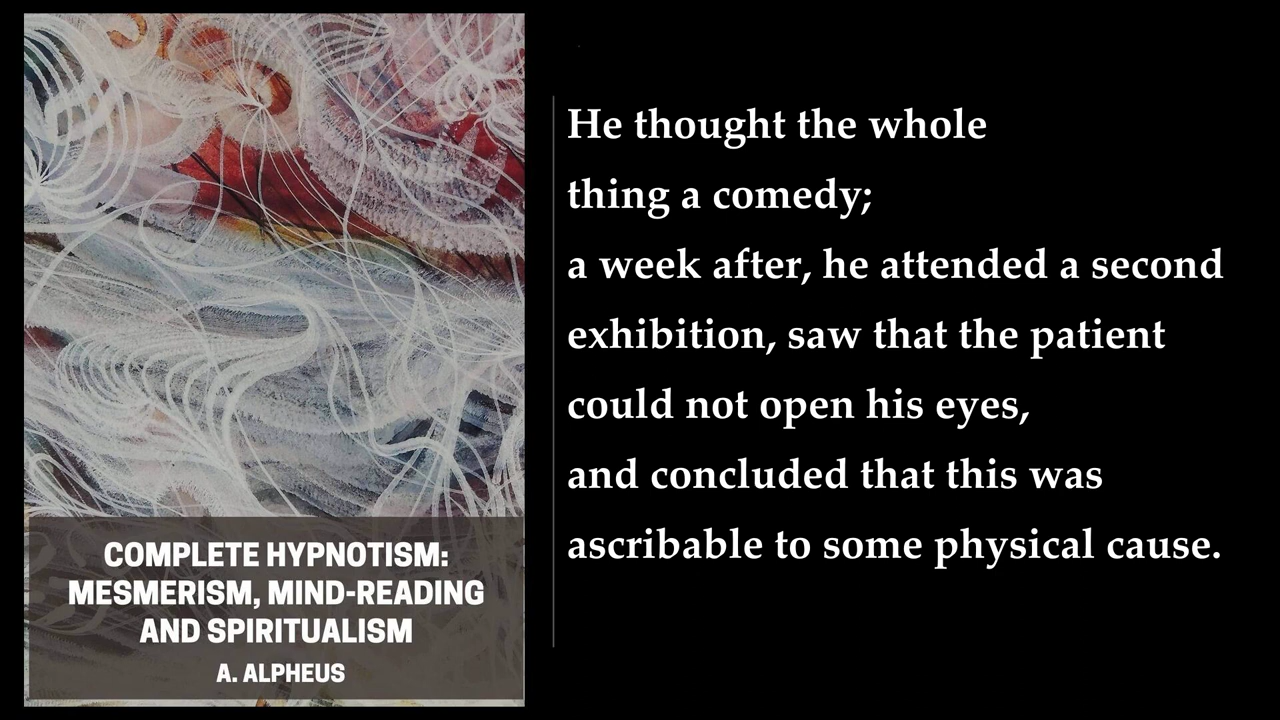 He thought the whole
thing a comedy;
a week after, he attended a second
exhibition, saw that the patient
could not open his eyes,
and concluded that this was
ascribable to some physical cause.
COMPLETE HYPNOTISM:
MESMERISM, MIND-READING
AND SPIRITUALISM
A. ALPHEUS